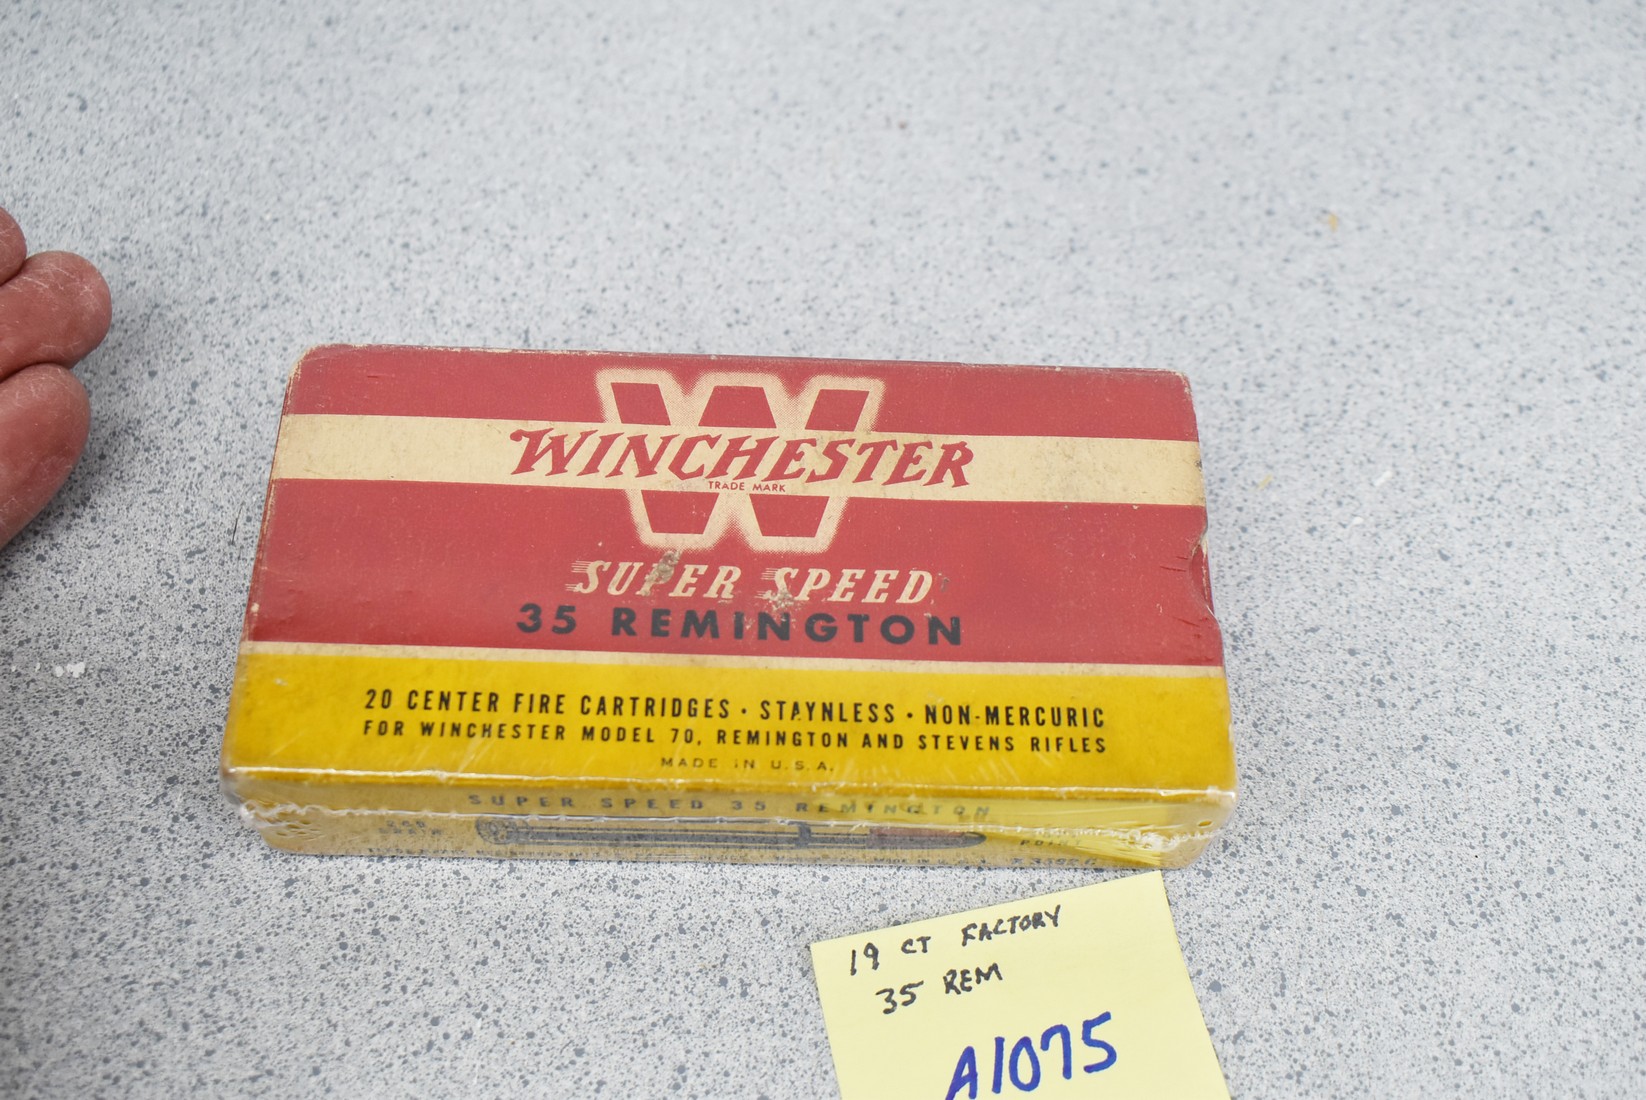 WINCHESTER
TRADE MARK
SUPER SPEED
35 REMINGTON
20 CENTER FIRE CARTRIDGES • STAYNLESS • NON-MERCURIC
FOR WINCHESTER MODEL 70, REMINGTON AND STEVENS RIFLES
MADE IN U.S.A.
SUPER SPEED 35 REMINGTON
19 CT FACTORY
35 REM
A1075